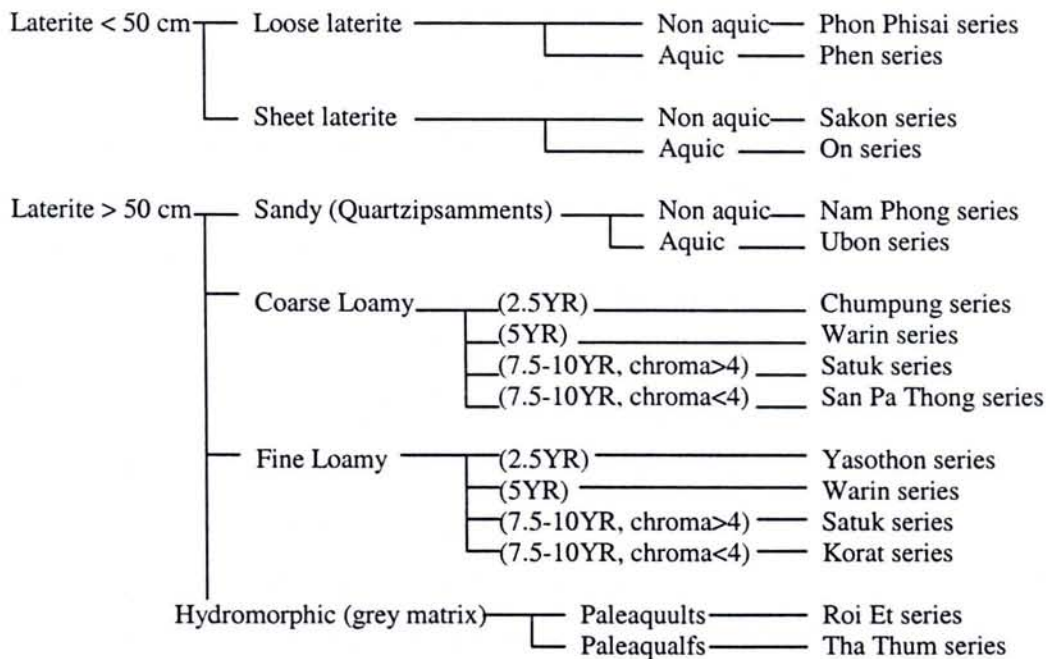 Laterite < 50 cm Loose laterite Non aquic Phon Phisai series
Aquic Phen series
Sheet laterite Non aquic Sakon series
Aquic On series
Laterite > 50 cm Sandy (Quartzipsamments) Non aquic Nam Phong series
Aquic Ubon series
Coarse Loamy (2.5YR) Chumpung series
(5YR) Warin series
(7.5-10YR, chroma>4) Satuk series
(7.5-10YR, chroma<4) San Pa Thong series
Fine Loamy (2.5YR) Yasothon series
(5YR) Warin series
(7.5-10YR, chroma>4) Satuk series
(7.5-10YR, chroma<4) Korat series
Hydromorphic (grey matrix) Paleaquults Roi Et series
Paleaqualfs Tha Thum series